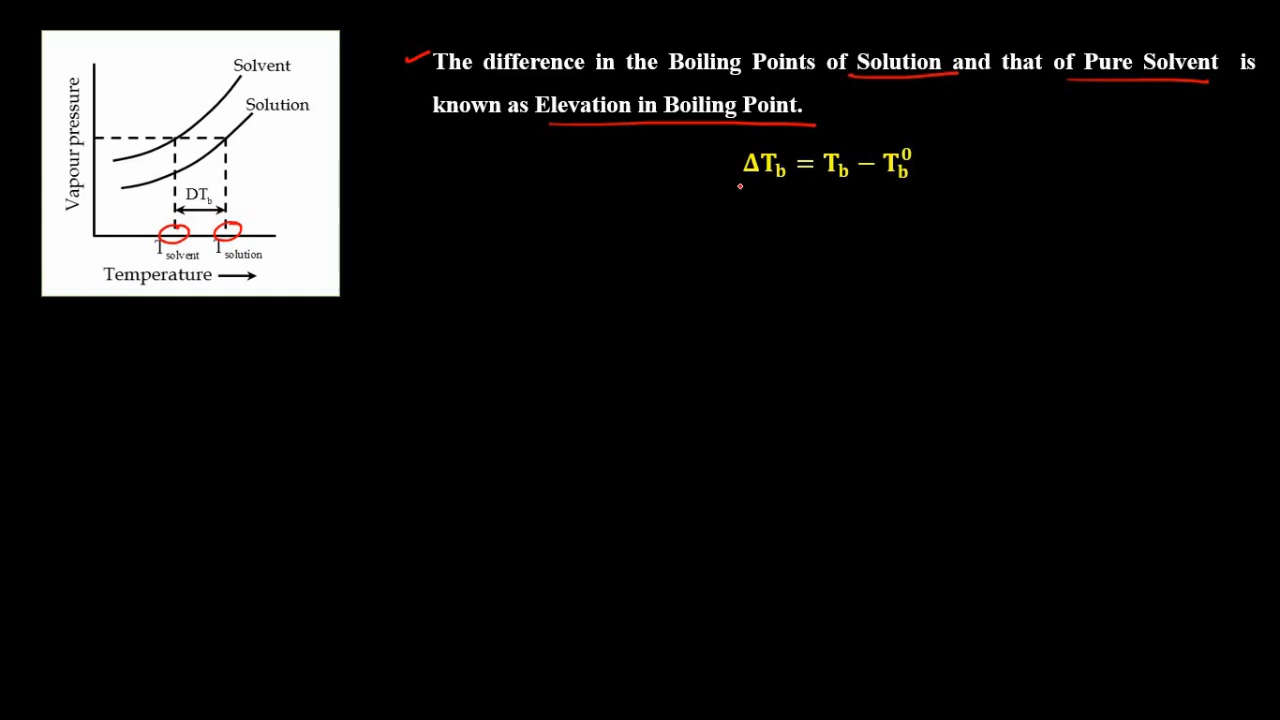 Solvent
Solution
Vapour pressure
DTb
Tsolvent Tsolution
Temperature
The difference in the Boiling Points of Solution and that of Pure Solvent is
known as Elevation in Boiling Point.
ΔTb = Tb − Tb⁰